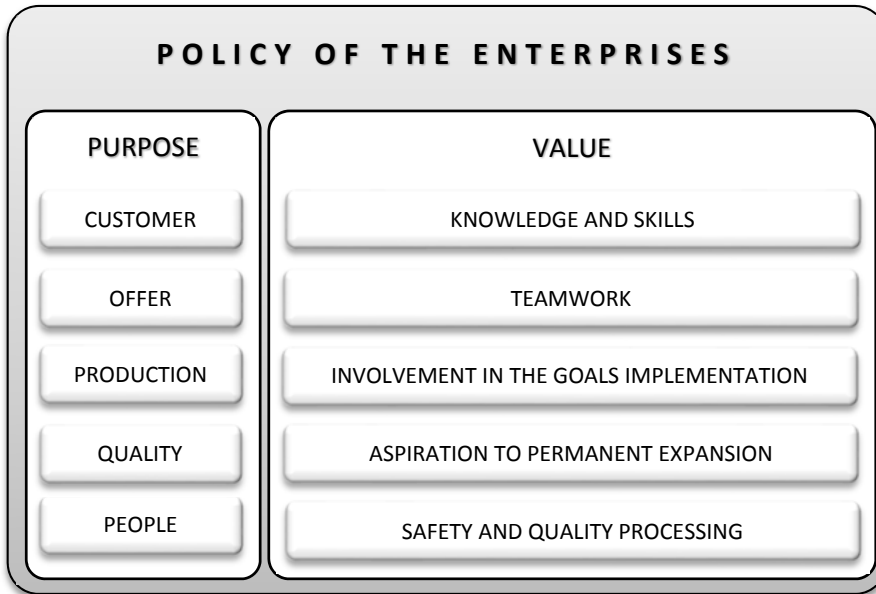 POLICY OF THE ENTERPRISES
PURPOSE
CUSTOMER
OFFER
PRODUCTION
QUALITY
PEOPLE
VALUE
KNOWLEDGE AND SKILLS
TEAMWORK
INVOLVEMENT IN THE GOALS IMPLEMENTATION
ASPIRATION TO PERMANENT EXPANSION
SAFETY AND QUALITY PROCESSING